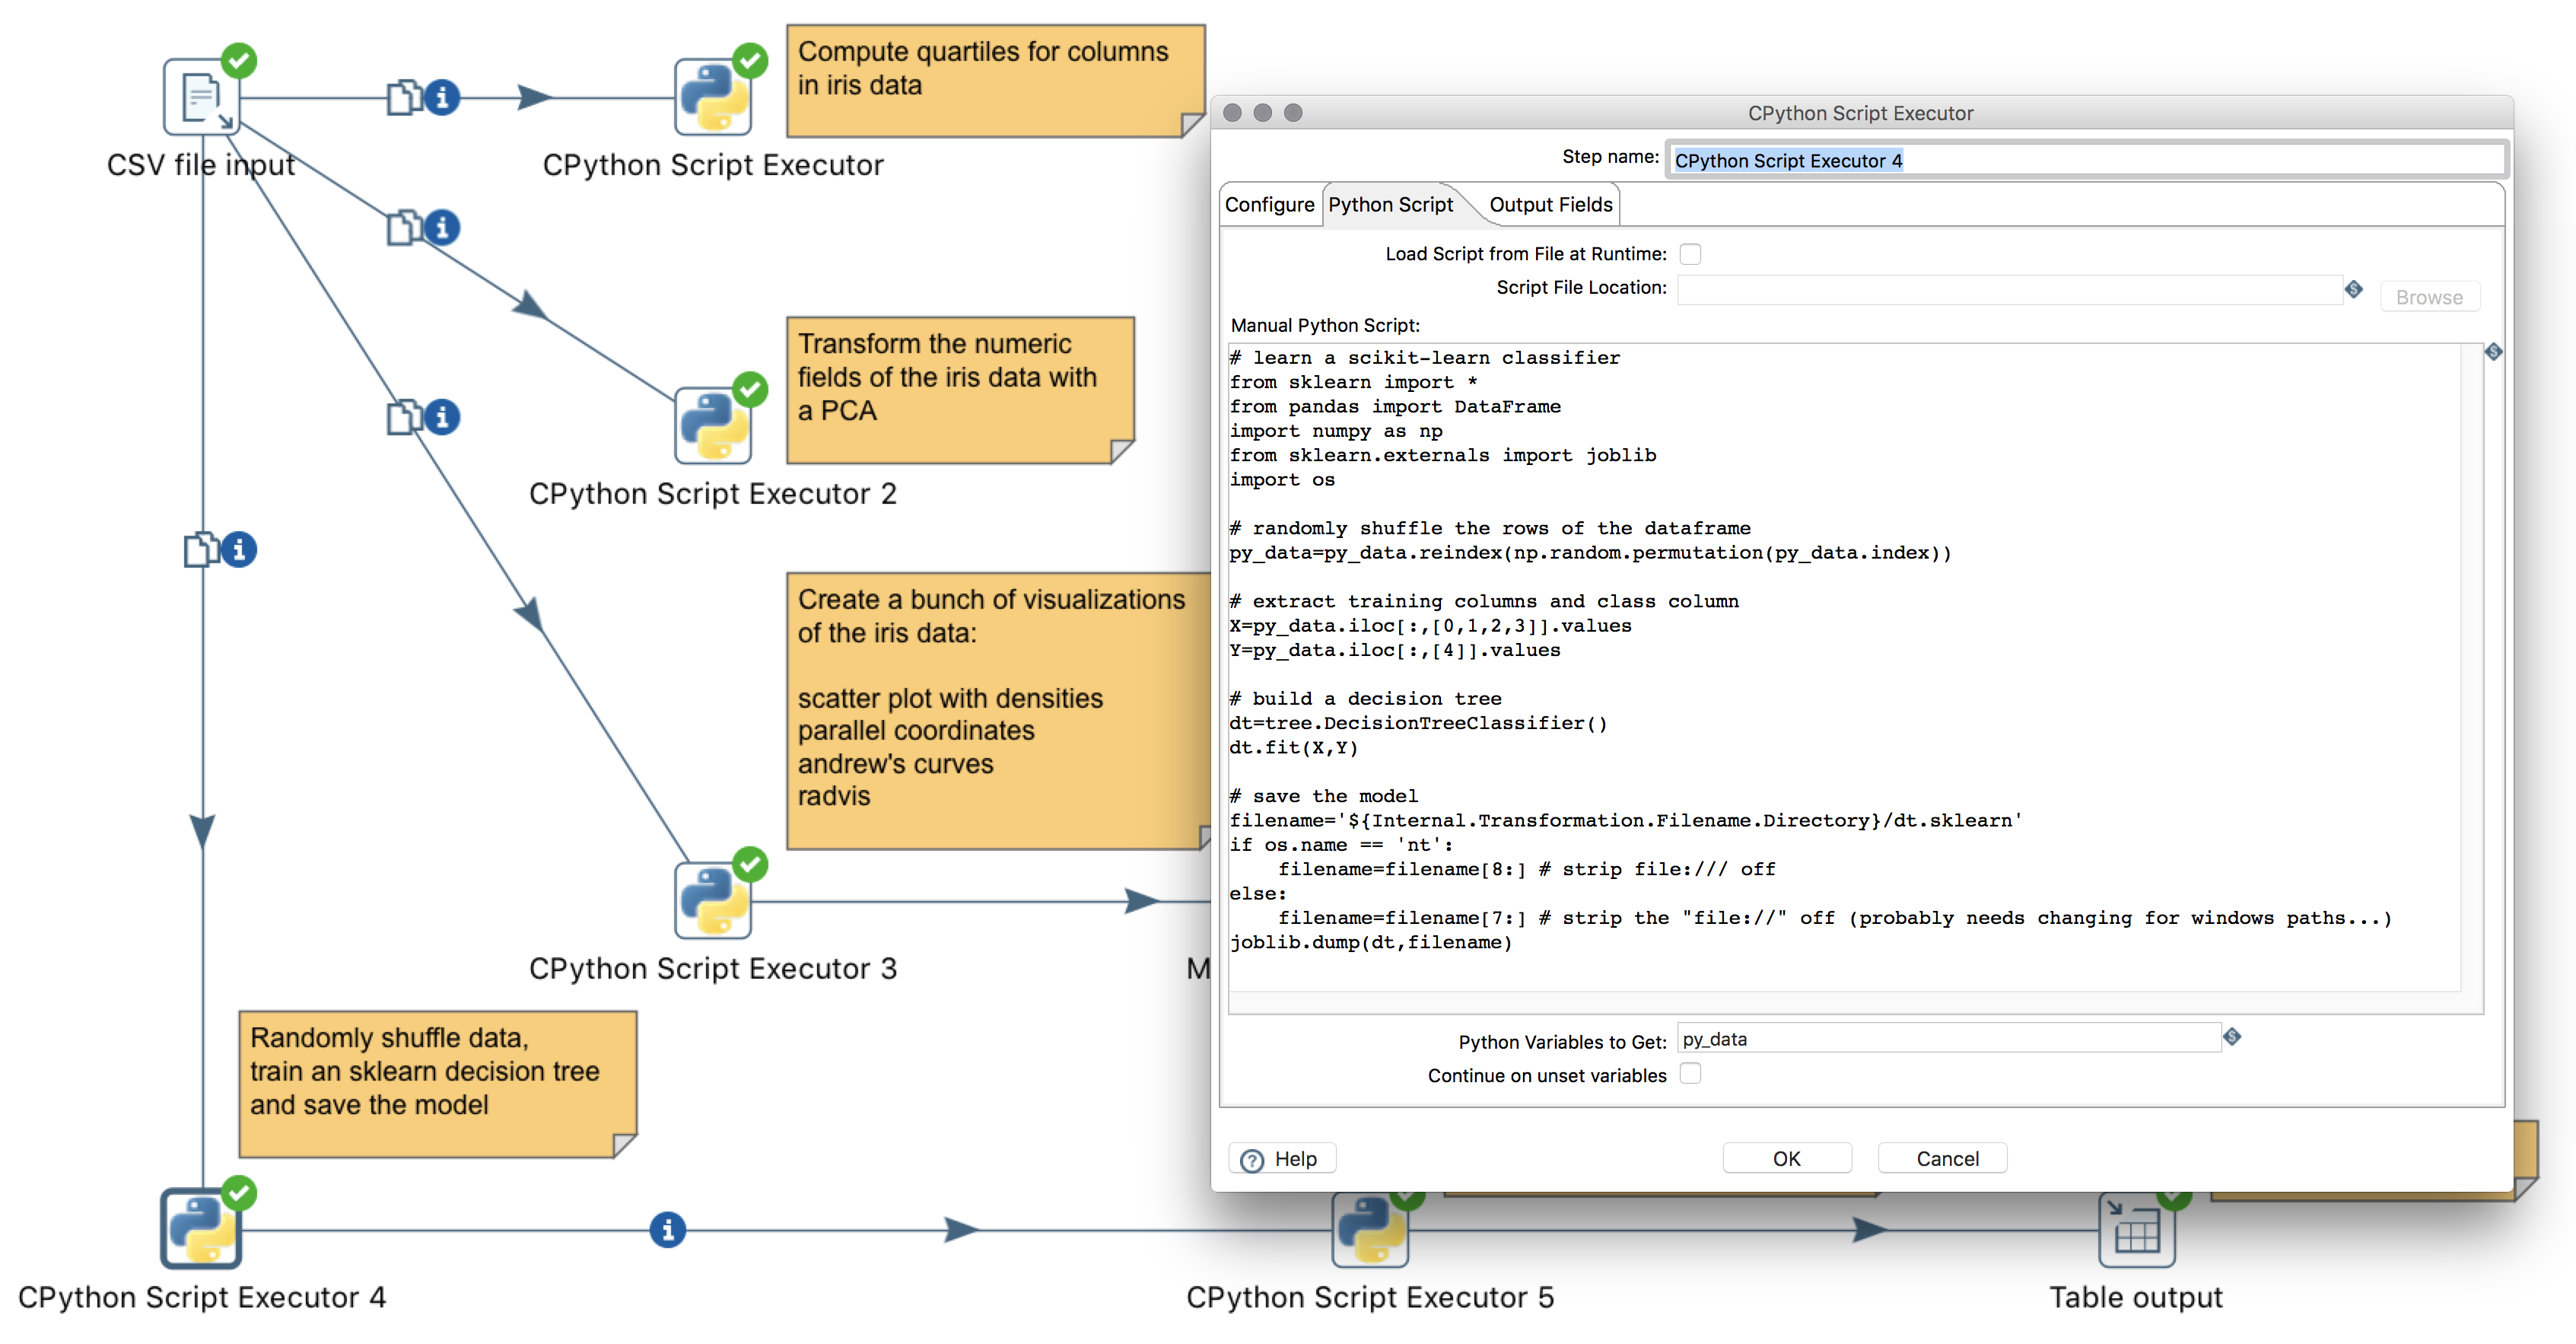 CSV file input
CPython Script Executor
Compute quartiles for columns
in iris data
CPython Script Executor 2
Transform the numeric
fields of the iris data with
a PCA
Create a bunch of visualizations
of the iris data:
scatter plot with densities
parallel coordinates
andrew's curves
radvis
CPython Script Executor 3
M
Randomly shuffle data,
train an sklearn decision tree
and save the model
CPython Script Executor 4
CPython Script Executor 5
Table output
CPython Script Executor
Step name: CPython Script Executor 4
Configure Python Script Output Fields
Load Script from File at Runtime:
Script File Location: Browse
Manual Python Script:
# learn a scikit-learn classifier
from sklearn import *
from pandas import DataFrame
import numpy as np
from sklearn.externals import joblib
import os
# randomly shuffle the rows of the dataframe
py_data=py_data.reindex(np.random.permutation(py_data.index))
# extract training columns and class column
X=py_data.iloc[:,[0,1,2,3]].values
Y=py_data.iloc[:,[4]].values
# build a decision tree
dt=tree.DecisionTreeClassifier()
dt.fit(X,Y)
# save the model
filename='${Internal.Transformation.Filename.Directory}/dt.sklearn'
if os.name == 'nt':
    filename=filename[8:] # strip file:/// off
else:
    filename=filename[7:] # strip the "file://" off (probably needs changing for windows paths...)
joblib.dump(dt,filename)
Python Variables to Get: py_data
Continue on unset variables
Help OK Cancel